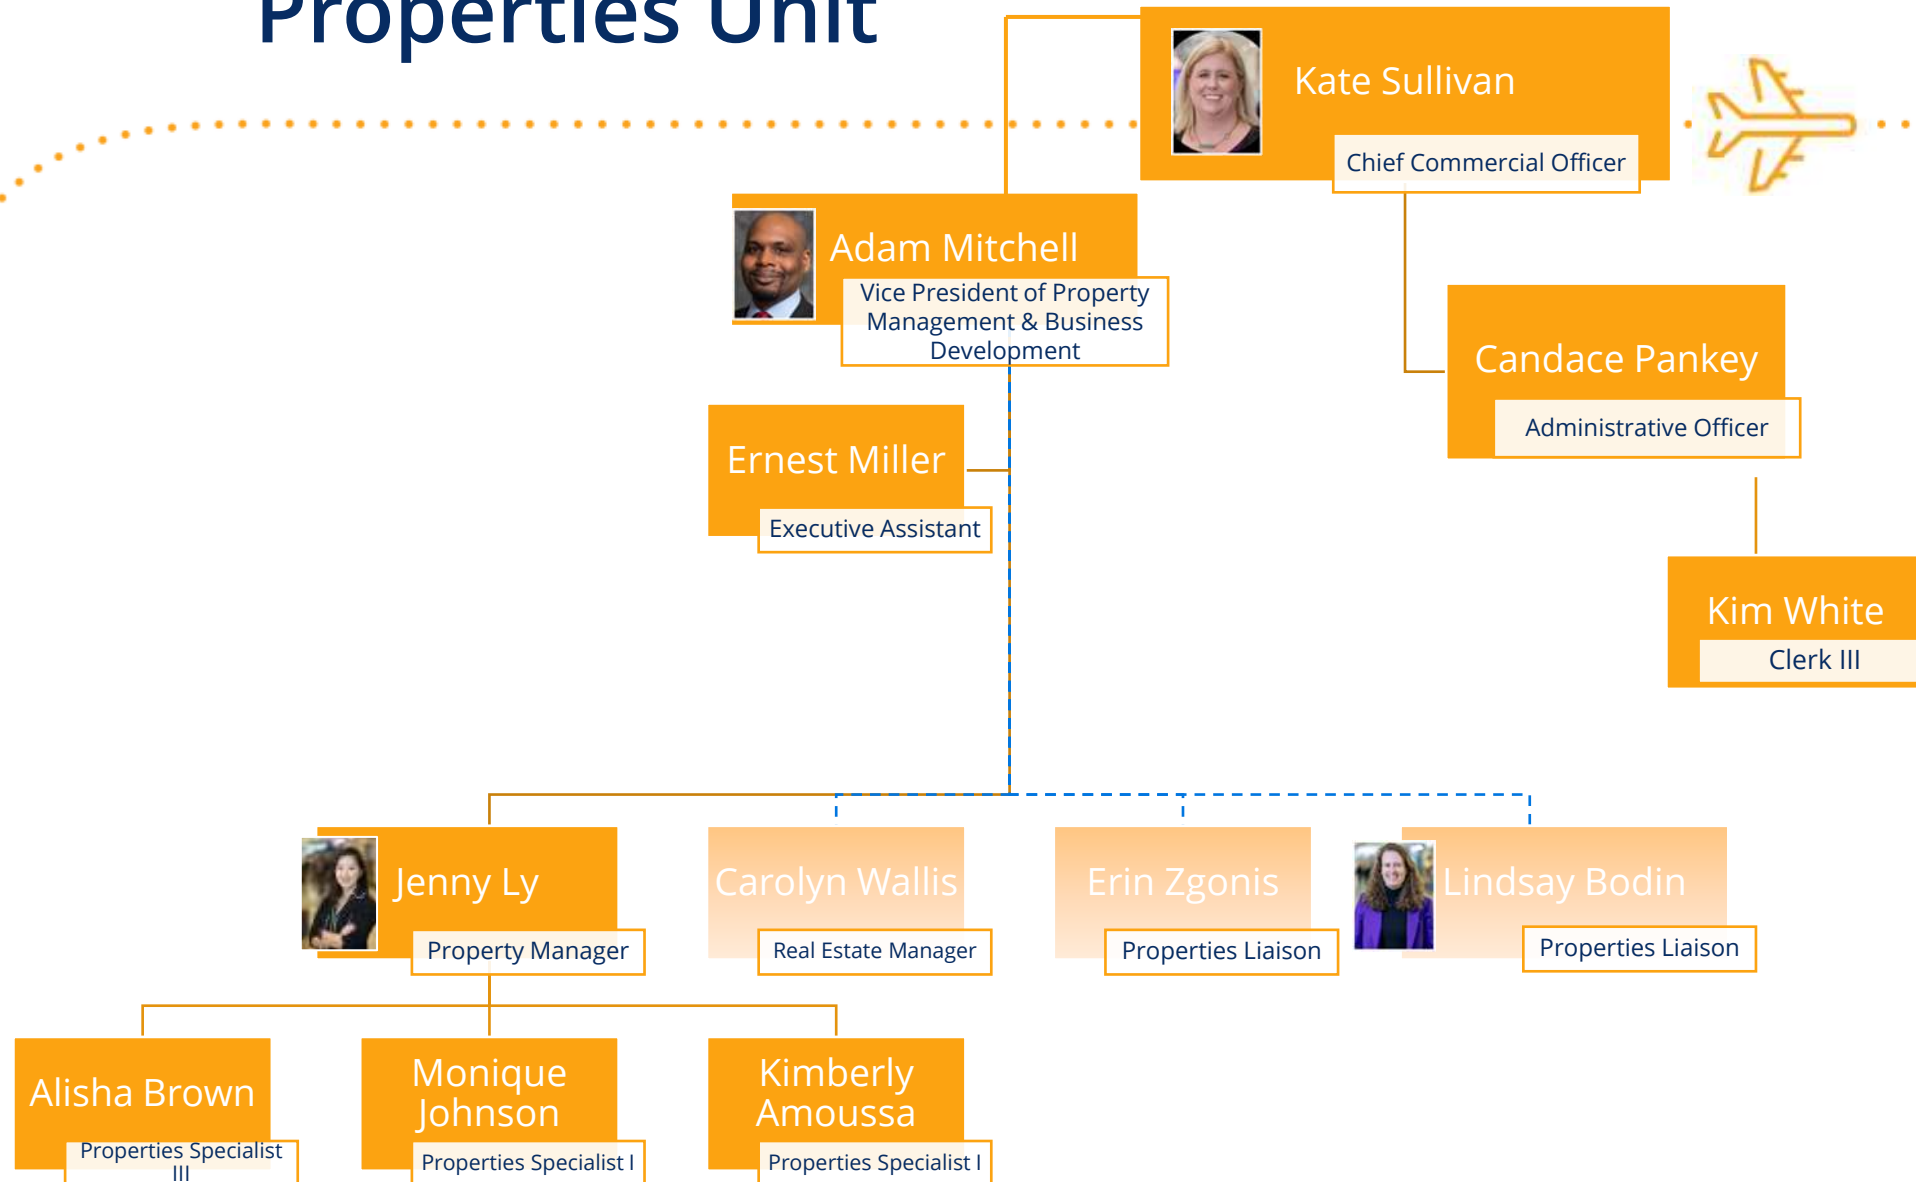 Properties Unit
Kate Sullivan
Chief Commercial Officer
Adam Mitchell
Vice President of Property
Management & Business
Development
Candace Pankey
Administrative Officer
Ernest Miller
Executive Assistant
Kim White
Clerk III
Jenny Ly
Property Manager
Carolyn Wallis
Real Estate Manager
Erin Zgonis
Properties Liaison
Lindsay Bodin
Properties Liaison
Alisha Brown
Properties Specialist
III
Monique
Johnson
Properties Specialist I
Kimberly
Amoussa
Properties Specialist I